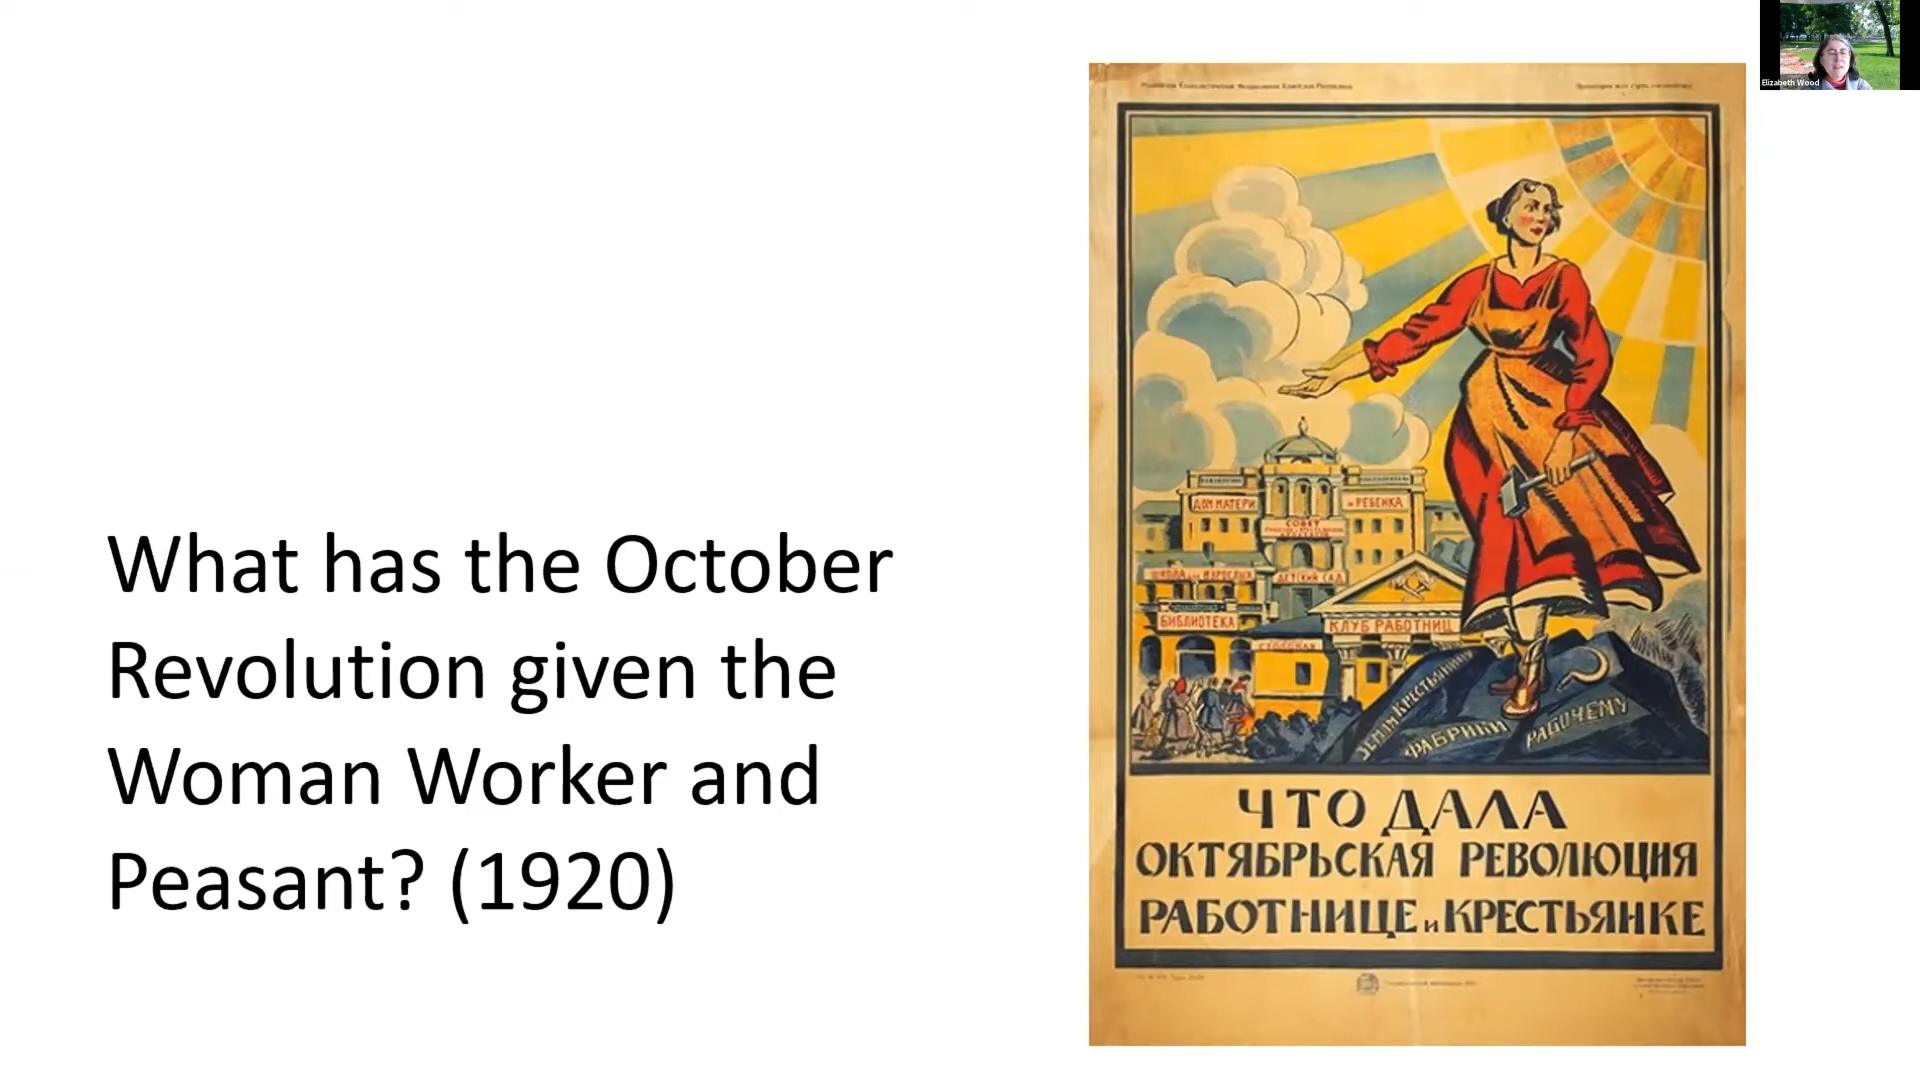 Elizabeth Wood
What has the October
Revolution given the
Woman Worker and
Peasant? (1920)
ДОМ МАТЕРИ и РЕБЕНКА
СОВЕТ
ШКОЛА для ВЗРОСЛЫХ
ДЕТСКИЙ САД
БИБЛИОТЕКА
КЛУБ РАБОТНИЦ
СТОЛОВАЯ
ЗЕМЛЯ КРЕСТЬЯНАМ
ФАБРИКИ РАБОЧЕМУ
ЧТО ДАЛА
ОКТЯБРЬСКАЯ РЕВОЛЮЦИЯ
РАБОТНИЦЕ и КРЕСТЬЯНКЕ